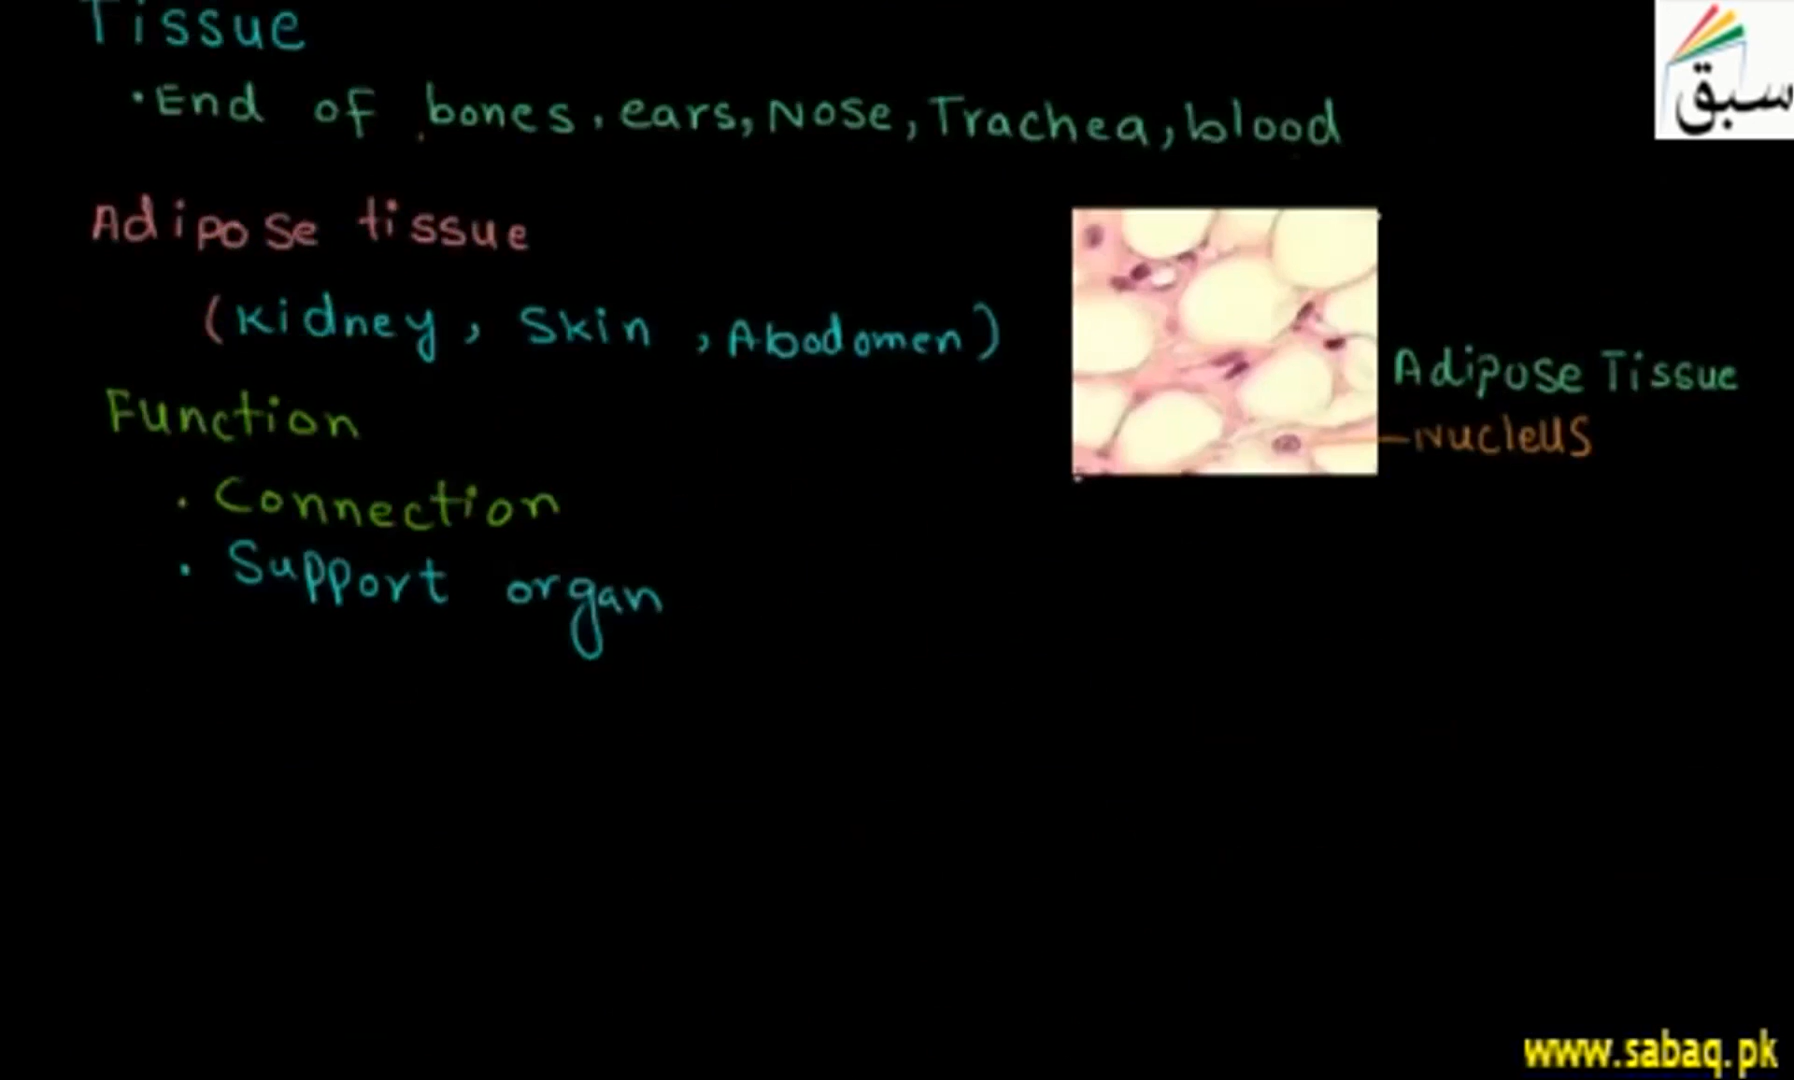 Tissue
•End of bones, ears, Nose, Trachea, blood
سبق
Adipose tissue
(Kidney, Skin, Abodomen)
Adipose Tissue
Nucleus
Function
• Connection
• Support organ
www.sabaq.pk